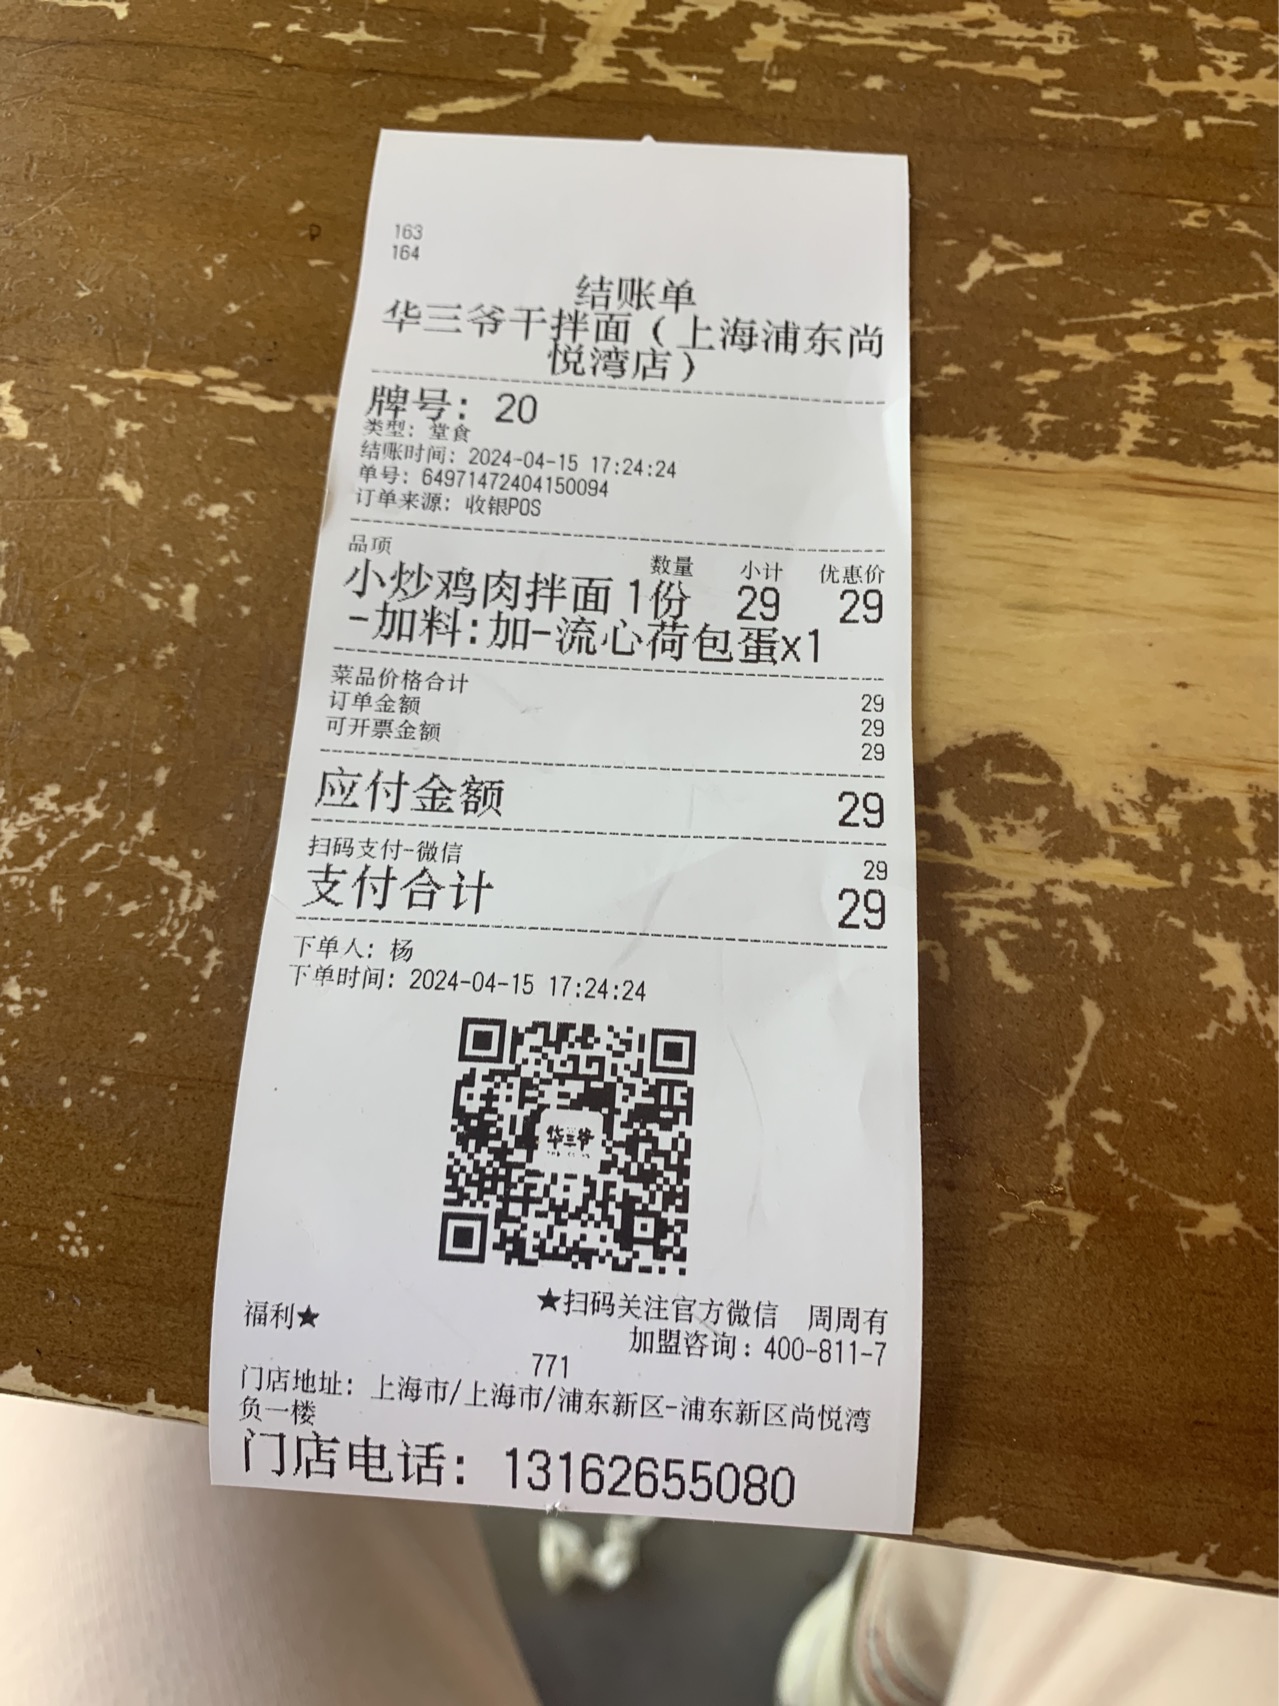 163
164
结账单
华三爷干拌面（上海浦东尚
悦湾店）
牌号：20
类型：堂食
结账时间：2024-04-15 17:24:24
单号：64971472404150094
订单来源：收银POS
品项 数量 小计 优惠价
小炒鸡肉拌面 1份 29 29
-加料:加-流心荷包蛋x1
菜品价格合计 29
订单金额 29
可开票金额 29
应付金额 29
扫码支付-微信 29
支付合计 29
下单人：杨
下单时间：2024-04-15 17:24:24
华三爷
★扫码关注官方微信 周周有
福利★
加盟咨询：400-811-7
771
门店地址：上海市/上海市/浦东新区-浦东新区尚悦湾
负一楼
门店电话：13162655080